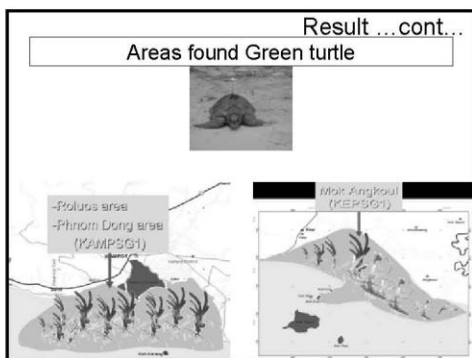 Result ...cont...
Areas found Green turtle
-Roluos area
-Phnom Dong area
(KAMPSG1)
Mok Angkoul
(KEPSG1)